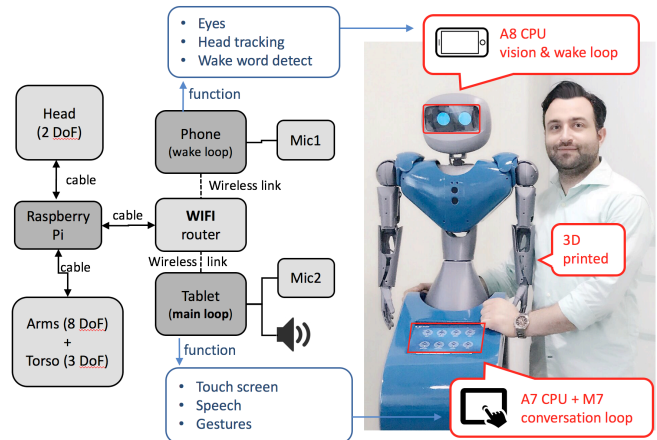 • Eyes
• Head tracking
• Wake word detect
A8 CPU
vision & wake loop
function
Head
(2 DoF)
Phone
(wake loop)
Mic1
cable
Wireless link
Raspberry
Pi
cable
WIFI
router
3D
printed
cable
Wireless link
Mic2
Tablet
(main loop)
Arms (8 DoF)
+
Torso (3 DoF)
function
• Touch screen
• Speech
• Gestures
A7 CPU + M7
conversation loop